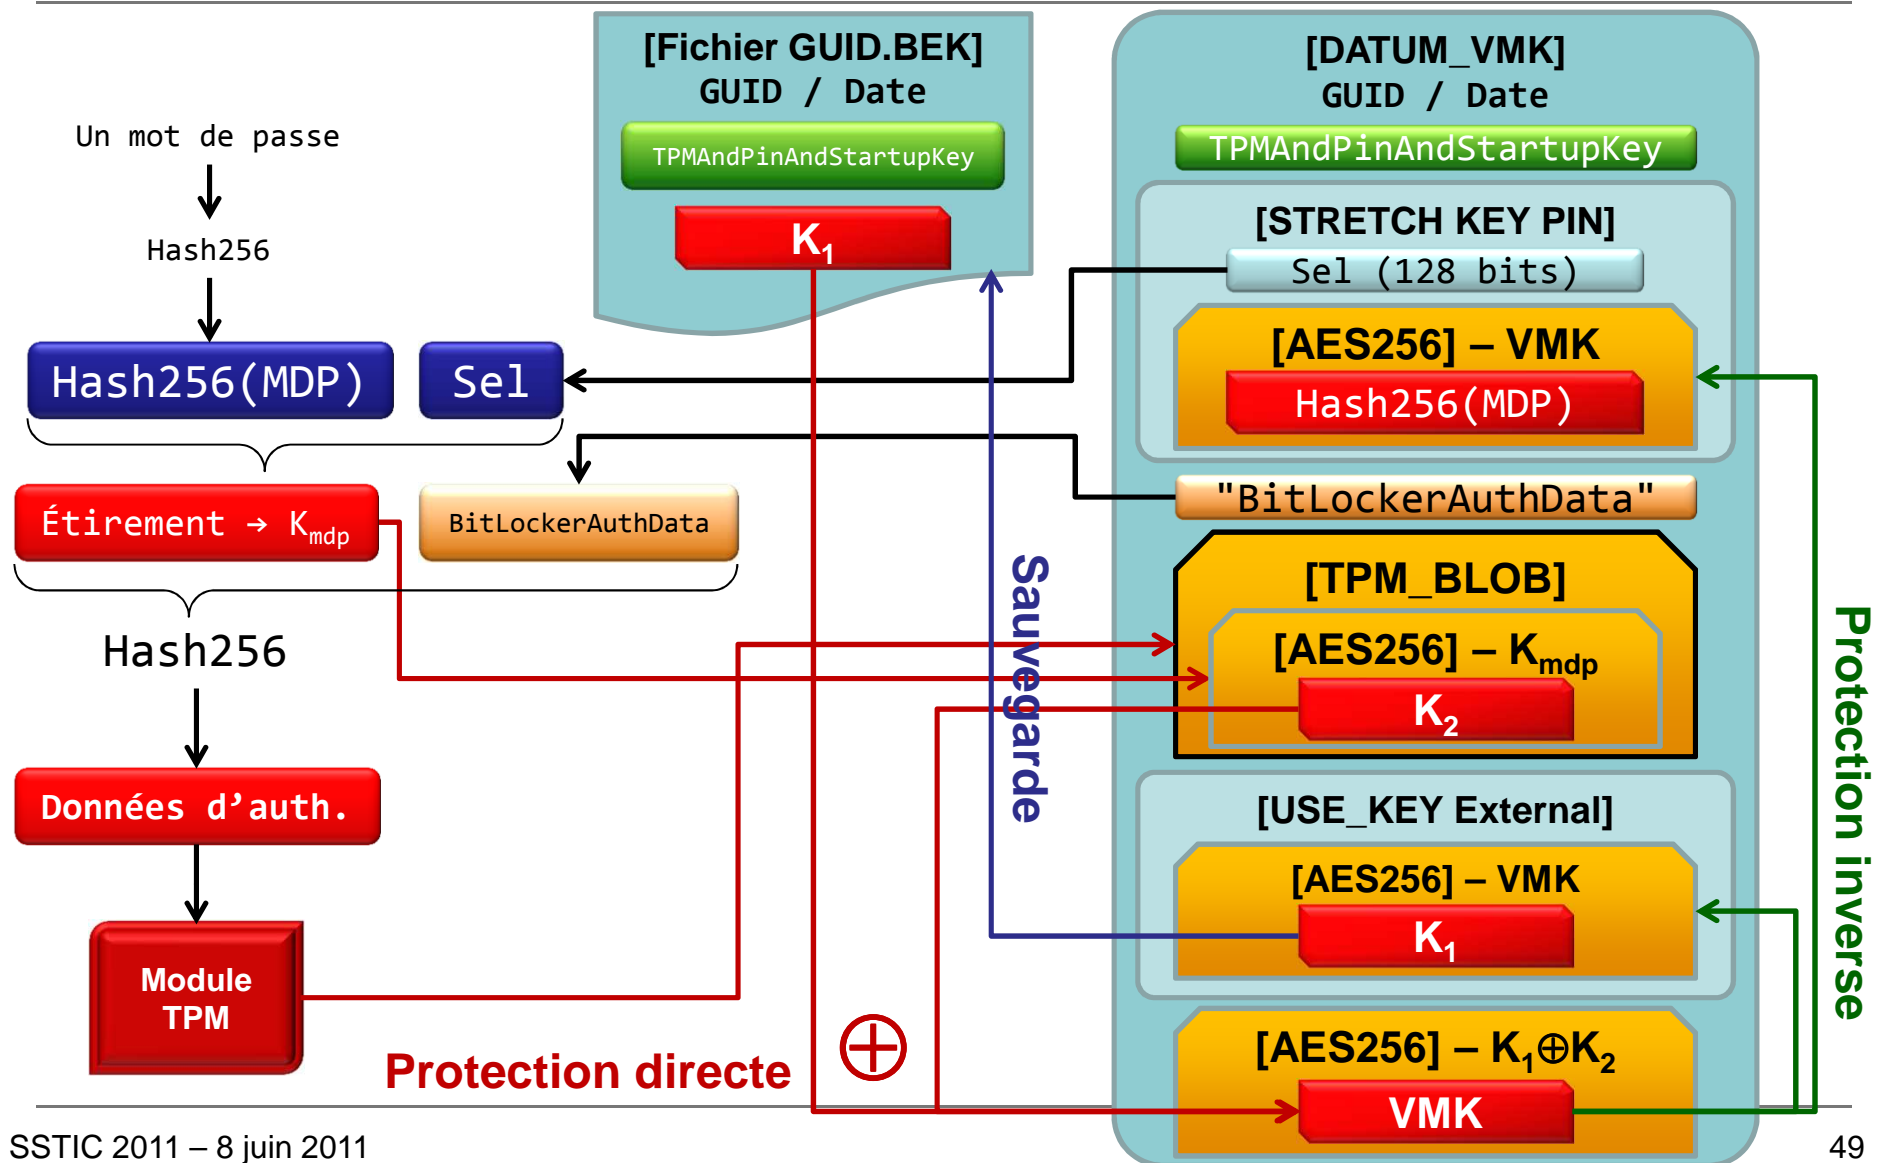 [Fichier GUID.BEK]
GUID / Date
TPMAndPinAndStartupKey
K1
[DATUM_VMK]
GUID / Date
TPMAndPinAndStartupKey
[STRETCH KEY PIN]
Sel (128 bits)
[AES256] – VMK
Hash256(MDP)
"BitLockerAuthData"
[TPM_BLOB]
[AES256] – Kmdp
K2
[USE_KEY External]
[AES256] – VMK
K1
[AES256] – K1⊕K2
VMK
Un mot de passe
Hash256
Hash256(MDP)
Sel
Étirement → Kmdp
BitLockerAuthData
Hash256
Données d’auth.
Module
TPM
Sauvegarde
Protection directe
Protection inverse
SSTIC 2011 – 8 juin 2011
49